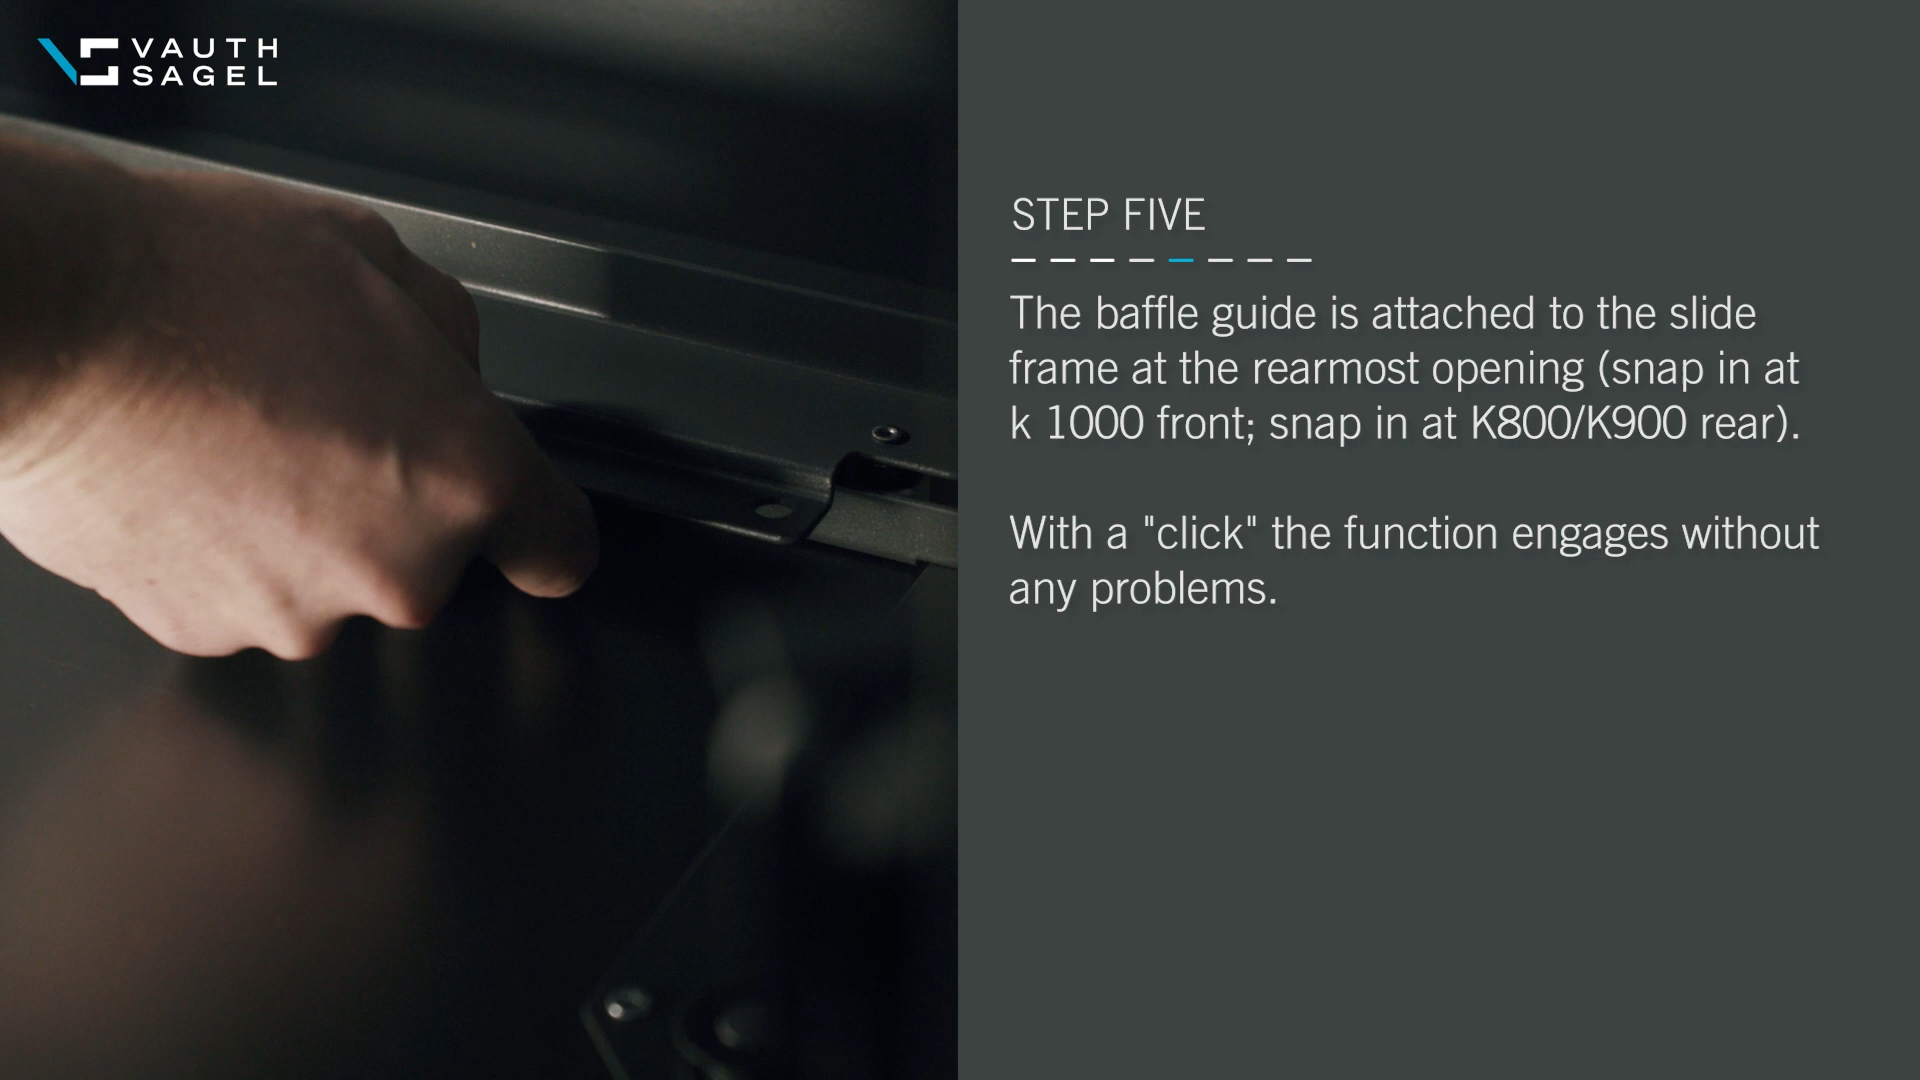 VAUTH
SAGEL
STEP FIVE
The baffle guide is attached to the slide
frame at the rearmost opening (snap in at
k 1000 front; snap in at K800/K900 rear).
With a "click" the function engages without
any problems.